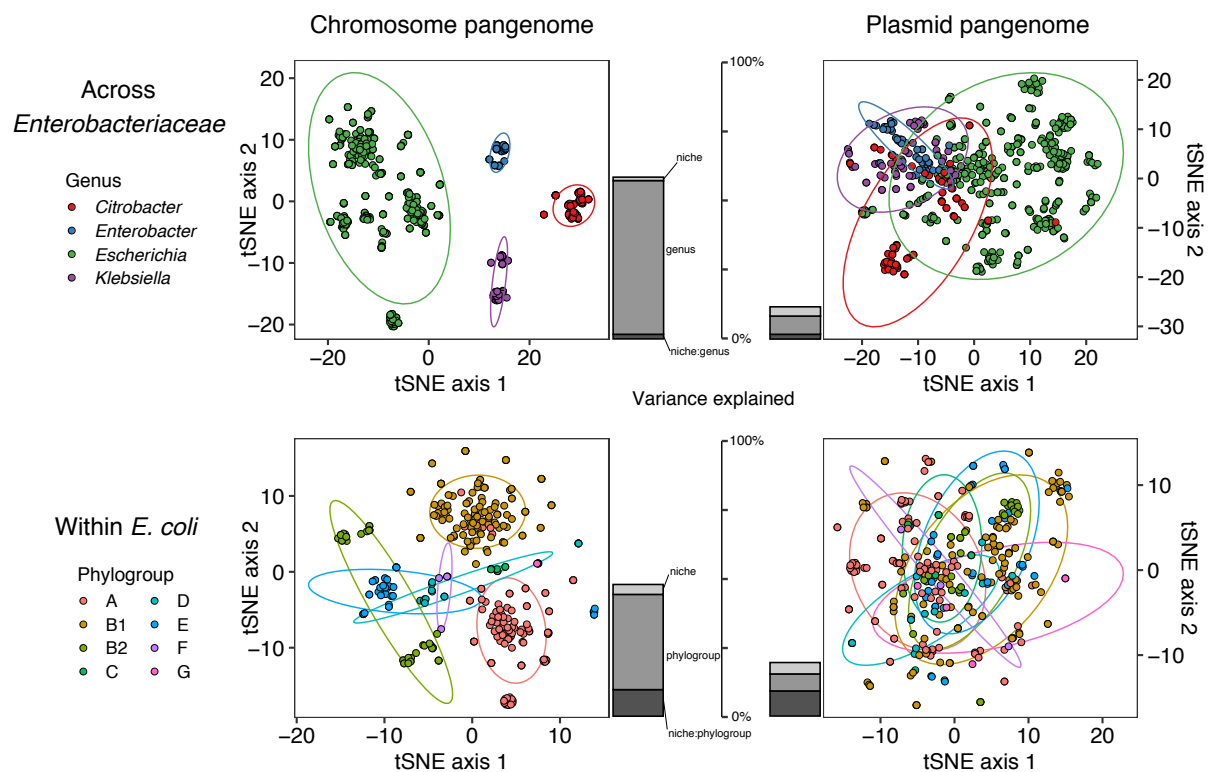 Chromosome pangenome
Plasmid pangenome
Across
Enterobacteriaceae
Genus
Citrobacter
Enterobacter
Escherichia
Klebsiella
tSNE axis 2
20
10
0
−10
−20
−20
0
20
tSNE axis 1
niche
genus
niche:genus
100%
0%
20
10
0
−10
−20
−30
tSNE axis 2
−20
−10
0
10
20
tSNE axis 1
Variance explained
Within E. coli
Phylogroup
A
B1
B2
C
D
E
F
G
tSNE axis 2
10
0
−10
−20
−10
0
10
tSNE axis 1
niche
phylogroup
niche:phylogroup
100%
0%
10
0
−10
tSNE axis 2
−10
0
10
20
tSNE axis 1